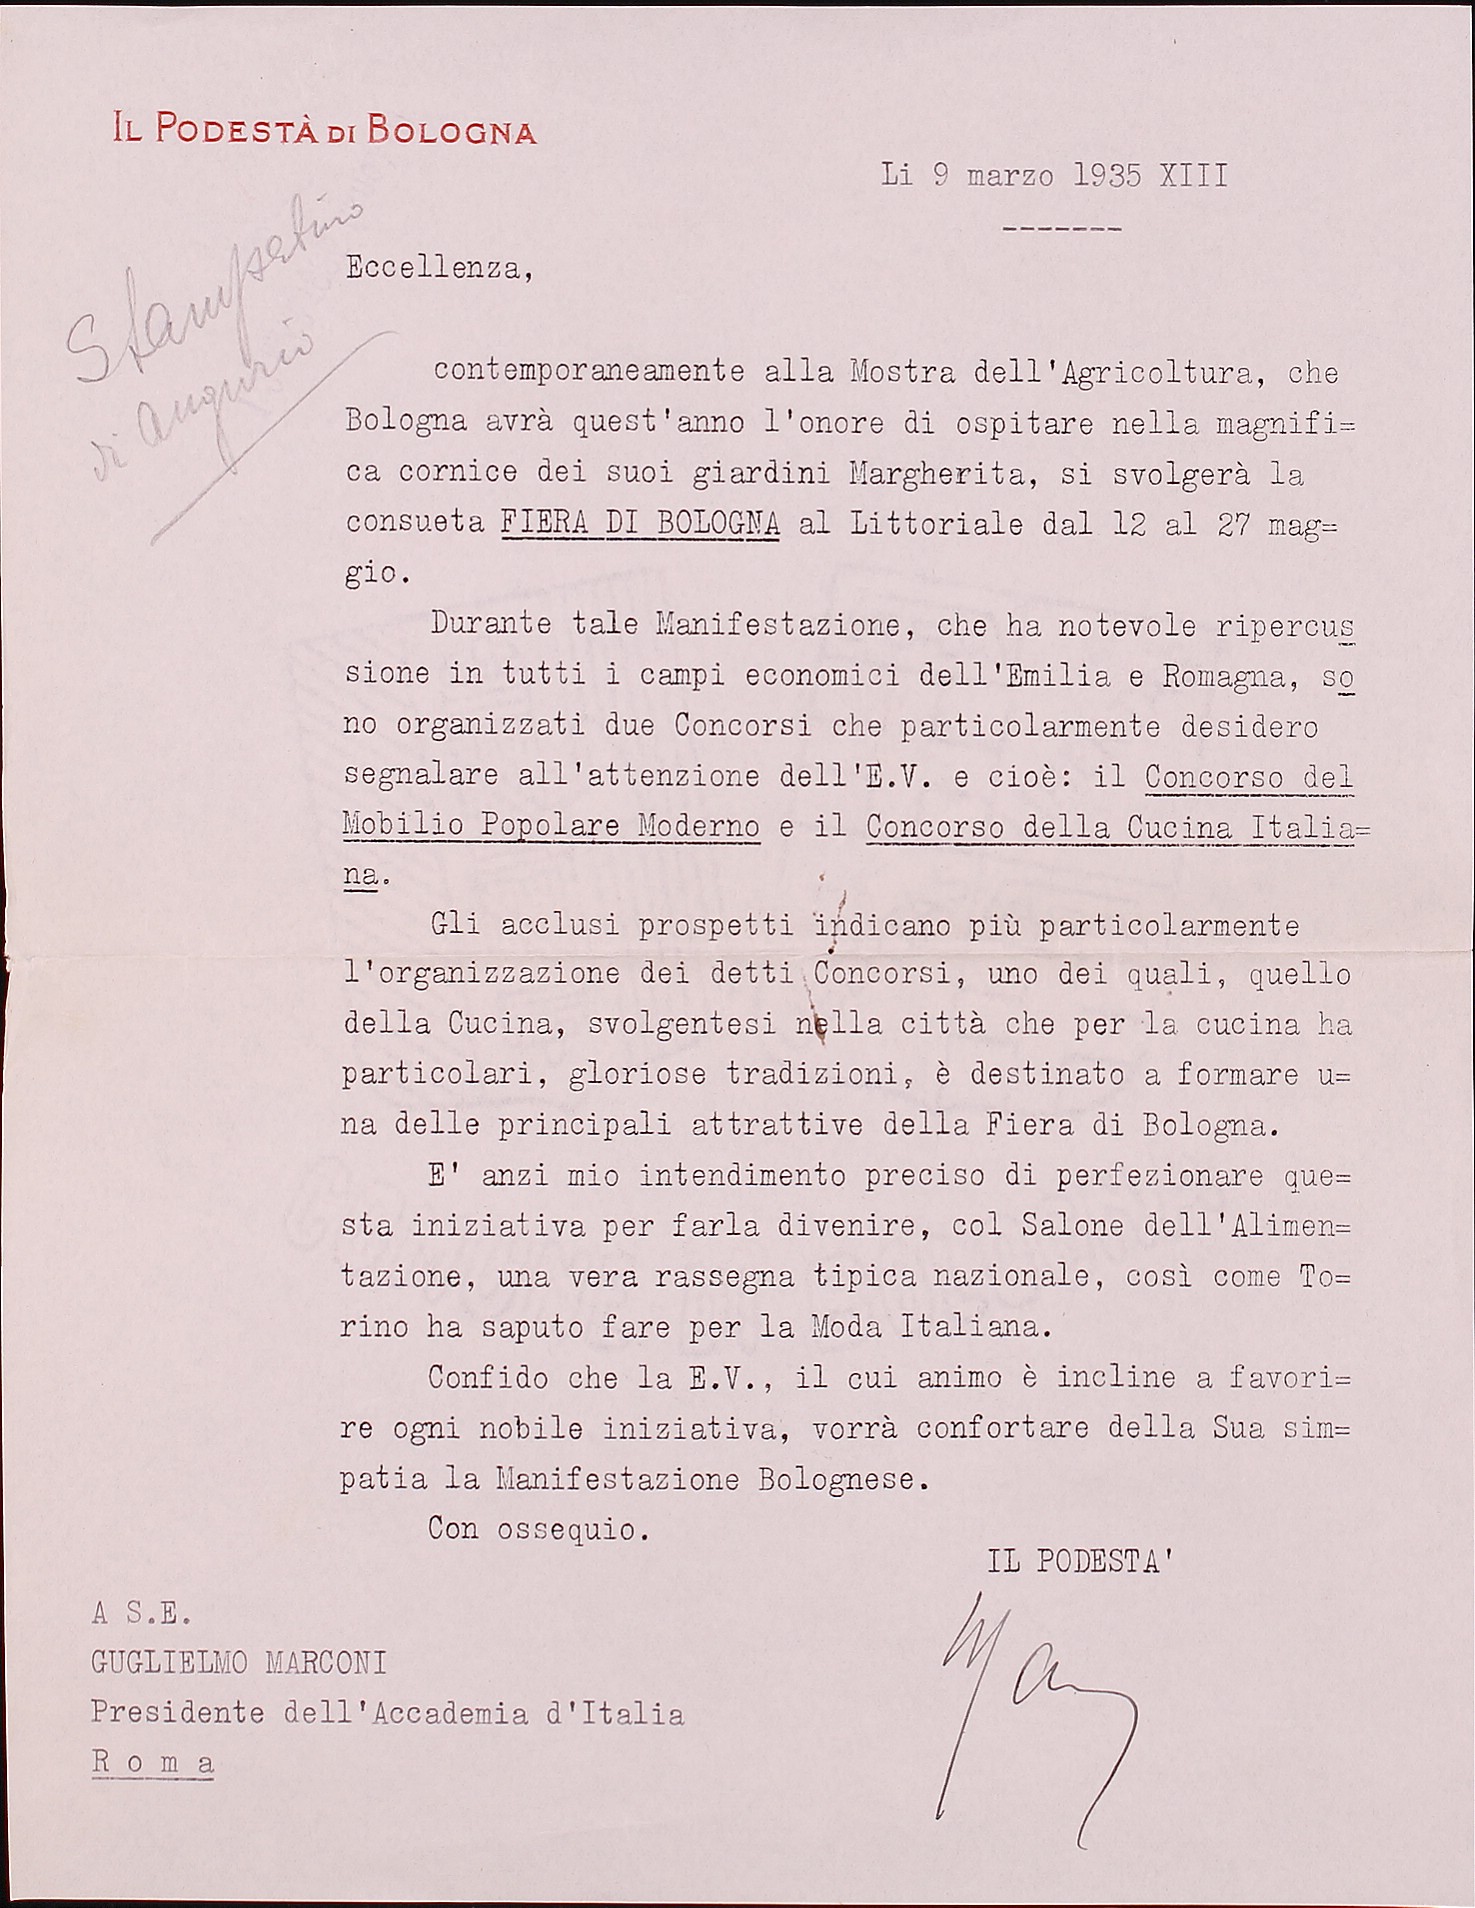 IL PODESTÀ DI BOLOGNA
Li 9 marzo 1935 XIII
-------
Stampatino
di augurio
Eccellenza,
contemporaneamente alla Mostra dell'Agricoltura, che
Bologna avrà quest'anno l'onore di ospitare nella magnifi=
ca cornice dei suoi giardini Margherita, si svolgerà la
consueta FIERA DI BOLOGNA al Littoriale dal 12 al 27 mag=
gio.
Durante tale Manifestazione, che ha notevole ripercus
sione in tutti i campi economici dell'Emilia e Romagna, so
no organizzati due Concorsi che particolarmente desidero
segnalare all'attenzione dell'E.V. e cioè: il Concorso del
Mobilio Popolare Moderno e il Concorso della Cucina Italia=
na.
Gli acclusi prospetti indicano più particolarmente
l'organizzazione dei detti Concorsi, uno dei quali, quello
della Cucina, svolgentesi nella città che per la cucina ha
particolari, gloriose tradizioni, è destinato a formare u=
na delle principali attrattive della Fiera di Bologna.
E' anzi mio intendimento preciso di perfezionare que=
sta iniziativa per farla divenire, col Salone dell'Alimen=
tazione, una vera rassegna tipica nazionale, così come To=
rino ha saputo fare per la Moda Italiana.
Confido che la E.V., il cui animo è incline a favori=
re ogni nobile iniziativa, vorrà confortare della Sua sim=
patia la Manifestazione Bolognese.
Con ossequio.
IL PODESTA'
A S.E.
GUGLIELMO MARCONI
Presidente dell'Accademia d'Italia
R o m a